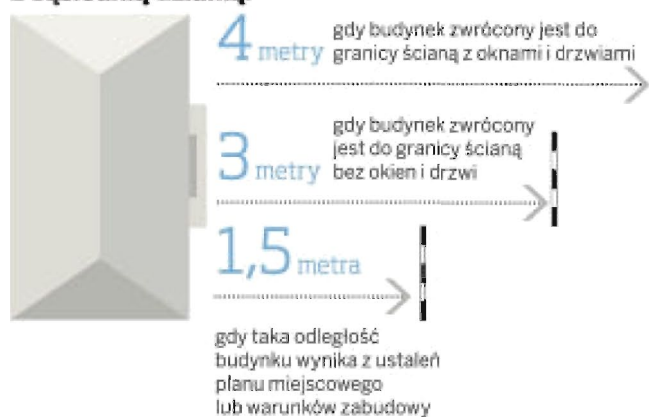 4 metry
gdy budynek zwrócony jest do
granicy ścianą z oknami i drzwiami
3 metry
gdy budynek zwrócony
jest do granicy ścianą
bez okien i drzwi
1,5 metra
gdy taka odległość
budynku wynika z ustaleń
planu miejscowego
lub warunków zabudowy